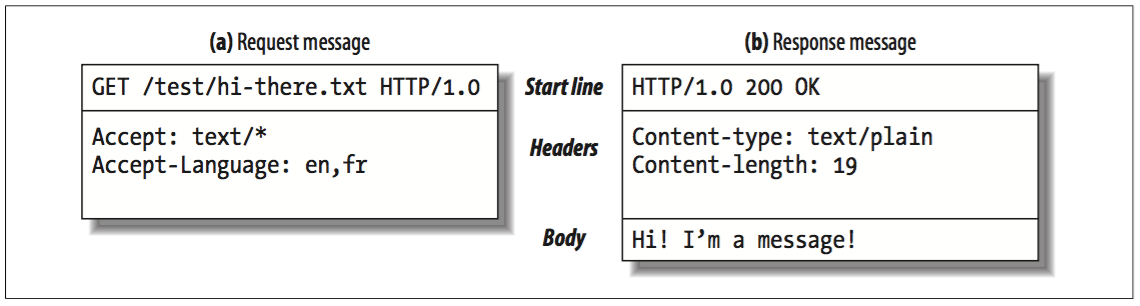 (a) Request message
GET /test/hi-there.txt HTTP/1.0
Accept: text/*
Accept-Language: en,fr
Start line
Headers
Body
(b) Response message
HTTP/1.0 200 OK
Content-type: text/plain
Content-length: 19
Hi! I’m a message!